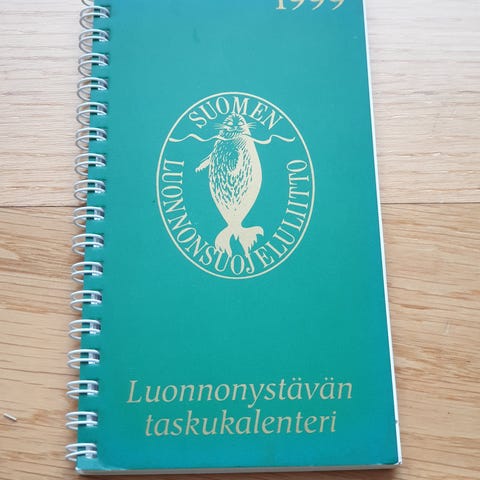 1999
SUOMEN
LUONNONSUOJELULIITTO
Luonnonystävän
taskukalenteri